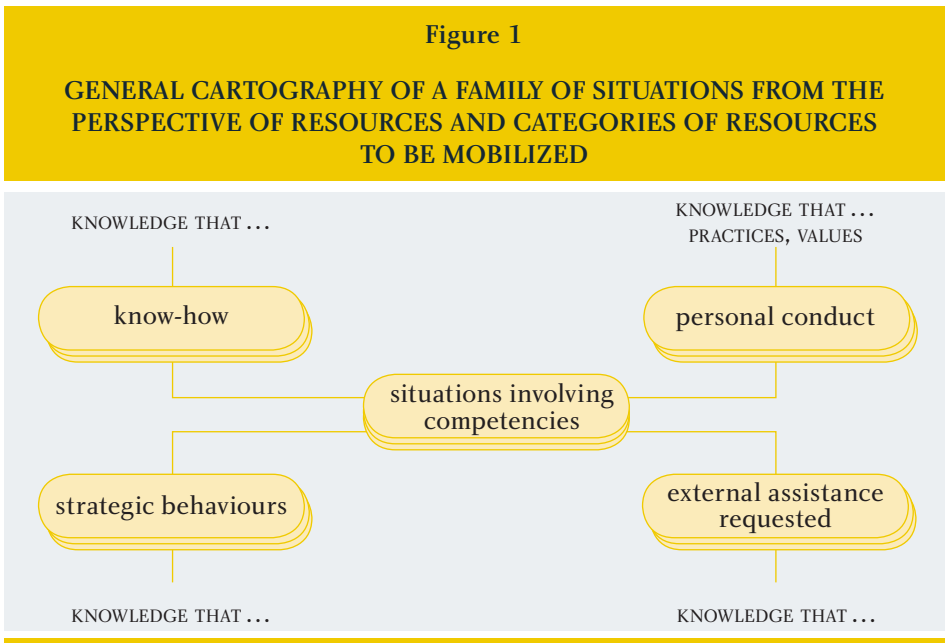 Figure 1
GENERAL CARTOGRAPHY OF A FAMILY OF SITUATIONS FROM THE
PERSPECTIVE OF RESOURCES AND CATEGORIES OF RESOURCES
TO BE MOBILIZED
KNOWLEDGE THAT ...
KNOWLEDGE THAT ...
PRACTICES, VALUES
know-how
personal conduct
situations involving
competencies
strategic behaviours
external assistance
requested
KNOWLEDGE THAT ...
KNOWLEDGE THAT ...